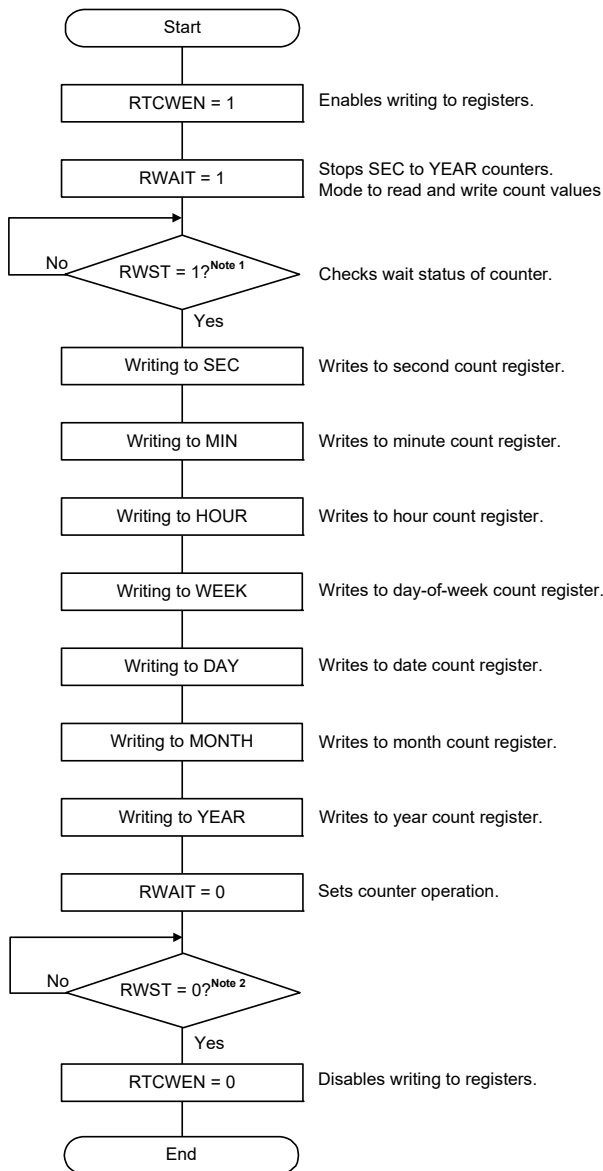 Start
RTCWEN = 1
Enables writing to registers.
RWAIT = 1
Stops SEC to YEAR counters.
Mode to read and write count values
No
RWST = 1?Note 1
Checks wait status of counter.
Yes
Writing to SEC
Writes to second count register.
Writing to MIN
Writes to minute count register.
Writing to HOUR
Writes to hour count register.
Writing to WEEK
Writes to day-of-week count register.
Writing to DAY
Writes to date count register.
Writing to MONTH
Writes to month count register.
Writing to YEAR
Writes to year count register.
RWAIT = 0
Sets counter operation.
No
RWST = 0?Note 2
Yes
RTCWEN = 0
Disables writing to registers.
End